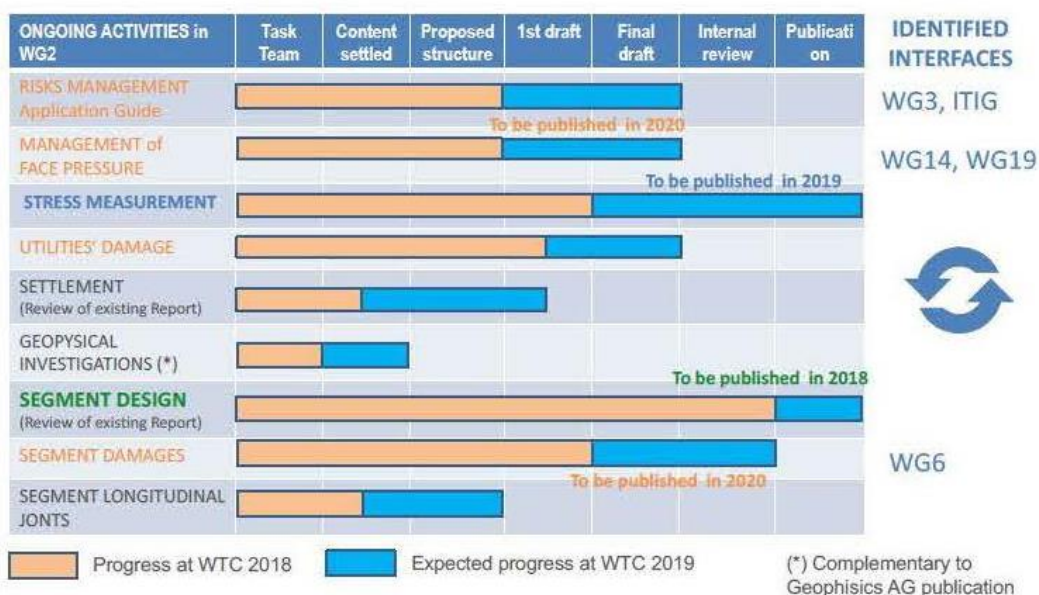 ONGOING ACTIVITIES in WG2 Task Team Content settled Proposed structure 1st draft Final draft Internal review Publicati on
IDENTIFIED
INTERFACES
RISKS MANAGEMENT
Application Guide
WG3, ITIG
To be published in 2020
MANAGEMENT of
FACE PRESSURE
WG14, WG19
To be published in 2019
STRESS MEASUREMENT
UTILITIES' DAMAGE
SETTLEMENT
(Review of existing Report)
GEOPYSICAL
INVESTIGATIONS (*)
To be published in 2018
SEGMENT DESIGN
(Review of existing Report)
SEGMENT DAMAGES
WG6
To be published in 2020
SEGMENT LONGITUDINAL
JONTS
Progress at WTC 2018
Expected progress at WTC 2019
(*) Complementary to
Geophisics AG publication